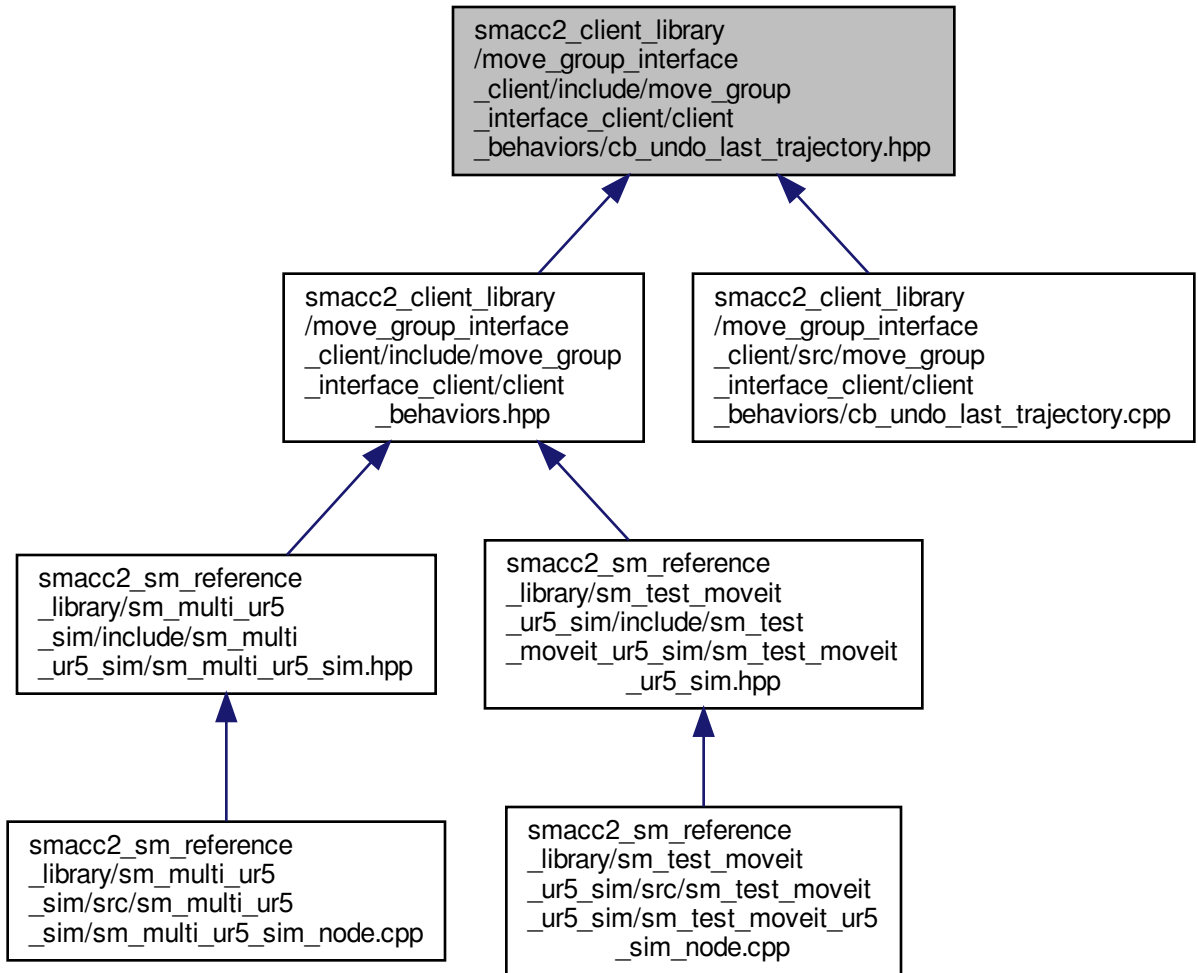 smacc2_client_library
/move_group_interface
_client/include/move_group
_interface_client/client
_behaviors/cb_undo_last_trajectory.hpp
smacc2_client_library
/move_group_interface
_client/include/move_group
_interface_client/client
_behaviors.hpp
smacc2_client_library
/move_group_interface
_client/src/move_group
_interface_client/client
_behaviors/cb_undo_last_trajectory.cpp
smacc2_sm_reference
_library/sm_multi_ur5
_sim/include/sm_multi
_ur5_sim/sm_multi_ur5_sim.hpp
smacc2_sm_reference
_library/sm_test_moveit
_ur5_sim/include/sm_test
_moveit_ur5_sim/sm_test_moveit
_ur5_sim.hpp
smacc2_sm_reference
_library/sm_multi_ur5
_sim/src/sm_multi_ur5
_sim/sm_multi_ur5_sim_node.cpp
smacc2_sm_reference
_library/sm_test_moveit
_ur5_sim/src/sm_test_moveit
_ur5_sim/sm_test_moveit_ur5
_sim_node.cpp